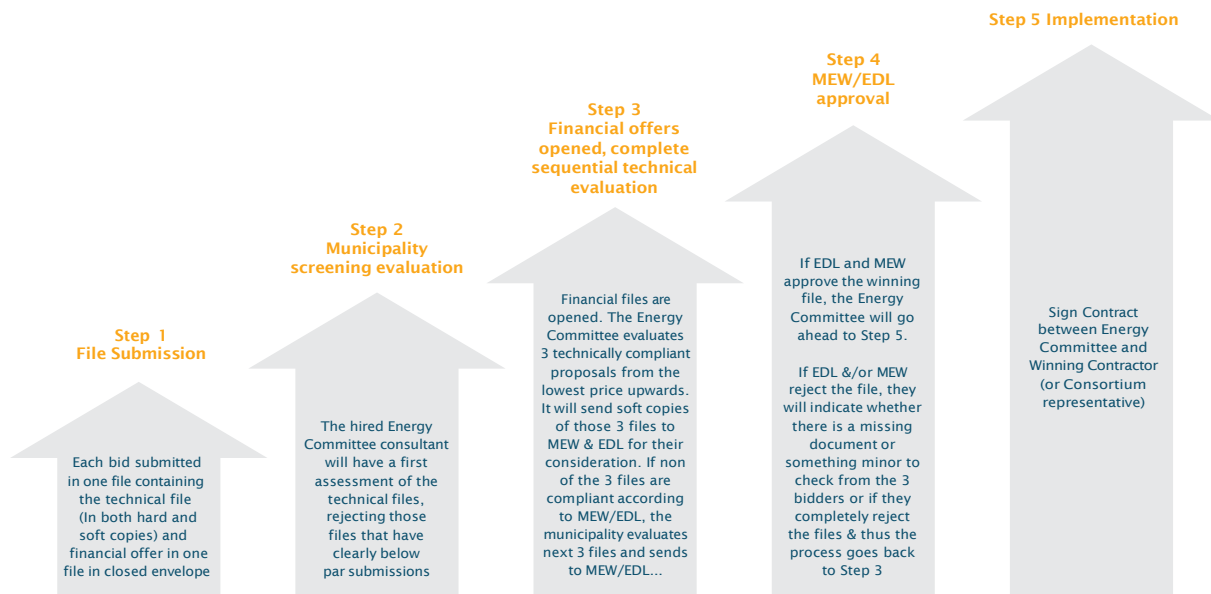 Step 1
File Submission
Each bid submitted
in one file containing
the technical file
(In both hard and
soft copies) and
financial offer in one
file in closed envelope
Step 2
Municipality
screening evaluation
The hired Energy
Committee consultant
will have a first
assessment of the
technical files,
rejecting those
files that have
clearly below
par submissions
Step 3
Financial offers
opened, complete
sequential technical
evaluation
Financial files are
opened. The Energy
Committee evaluates
3 technically compliant
proposals from the
lowest price upwards.
It will send soft copies
of those 3 files to
MEW & EDL for their
consideration. If non
of the 3 files are
compliant according
to MEW/EDL, the
municipality evaluates
next 3 files and sends
to MEW/EDL...
Step 4
MEW/EDL
approval
If EDL and MEW
approve the winning
file, the Energy
Committee will go
ahead to Step 5.
If EDL &/or MEW
reject the file, they
will indicate whether
there is a missing
document or
something minor to
check from the 3
bidders or if they
completely reject
the files & thus the
process goes back
to Step 3
Step 5 Implementation
Sign Contract
between Energy
Committee and
Winning Contractor
(or Consortium
representative)